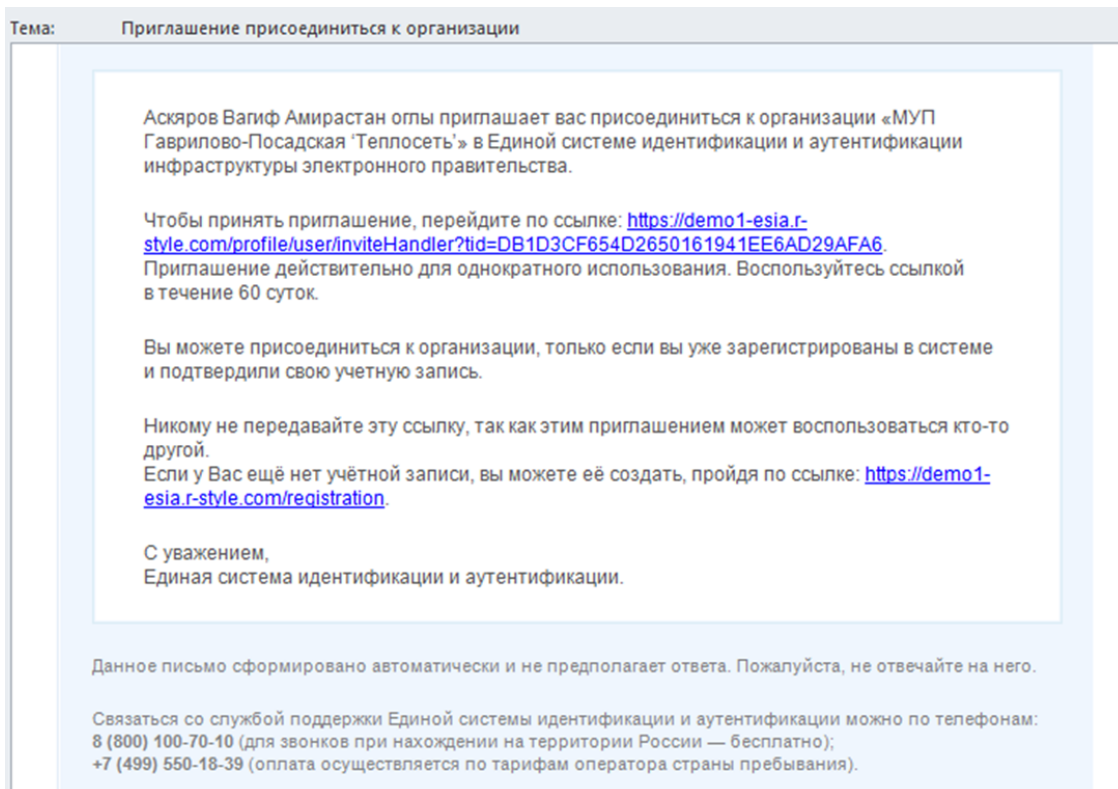 Тема: Приглашение присоединиться к организации
Аскяров Вагиф Амирастан оглы приглашает вас присоединиться к организации «МУП
Гаврилово-Посадская ‘Теплосеть’» в Единой системе идентификации и аутентификации
инфраструктуры электронного правительства.
Чтобы принять приглашение, перейдите по ссылке: https://demo1-esia.r-
style.com/profile/user/inviteHandler?tid=DB1D3CF654D2650161941EE6AD29AFA6.
Приглашение действительно для однократного использования. Воспользуйтесь ссылкой
в течение 60 суток.
Вы можете присоединиться к организации, только если вы уже зарегистрированы в системе
и подтвердили свою учетную запись.
Никому не передавайте эту ссылку, так как этим приглашением может воспользоваться кто-то
другой.
Если у Вас ещё нет учётной записи, вы можете её создать, пройдя по ссылке: https://demo1-
esia.r-style.com/registration.
С уважением,
Единая система идентификации и аутентификации.
Данное письмо сформировано автоматически и не предполагает ответа. Пожалуйста, не отвечайте на него.
Связаться со службой поддержки Единой системы идентификации и аутентификации можно по телефонам:
8 (800) 100-70-10 (для звонков при нахождении на территории России — бесплатно);
+7 (499) 550-18-39 (оплата осуществляется по тарифам оператора страны пребывания).